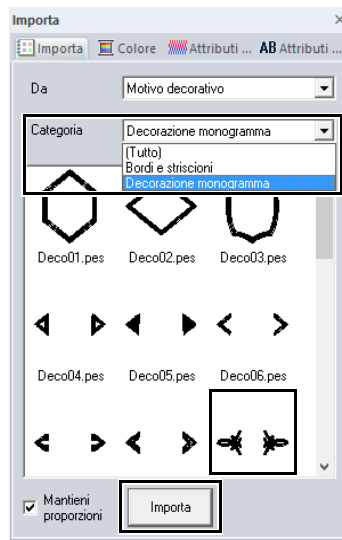 Importa
Importa Colore Attributi ... AB Attributi ...
Da Motivo decorativo
Categoria Decorazione monogramma
(Tutto)
Bordi e striscioni
Decorazione monogramma
Deco01.pes Deco02.pes Deco03.pes
Deco04.pes Deco05.pes Deco06.pes
Mantieni
proporzioni
Importa